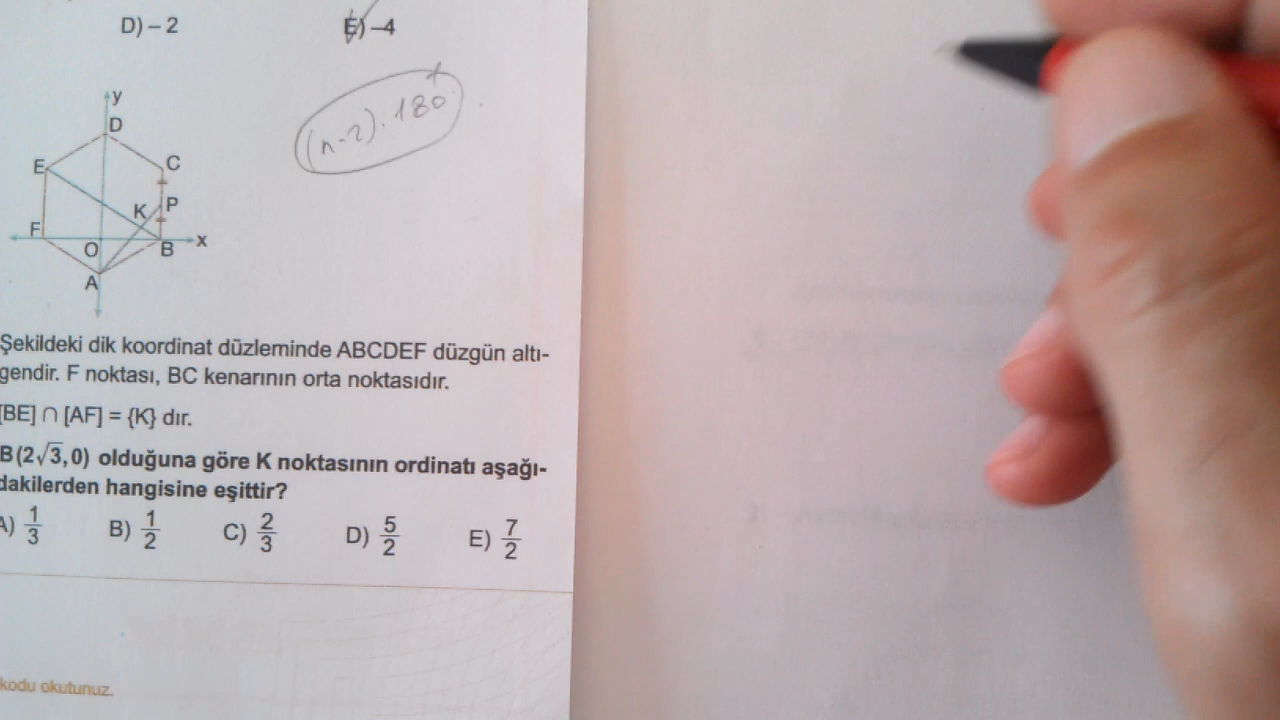 D) – 2
E) –4
(n-2).180
y
D
E
C
K
P
F
O
B
x
A
Şekildeki dik koordinat düzleminde ABCDEF düzgün altı-
gendir. F noktası, BC kenarının orta noktasıdır.
[BE] ∩ [AF] = {K} dır.
B(2√3,0) olduğuna göre K noktasının ordinatı aşağı-
dakilerden hangisine eşittir?
A) 1/3 B) 1/2 C) 2/3 D) 5/2 E) 7/2
kodu okutunuz.